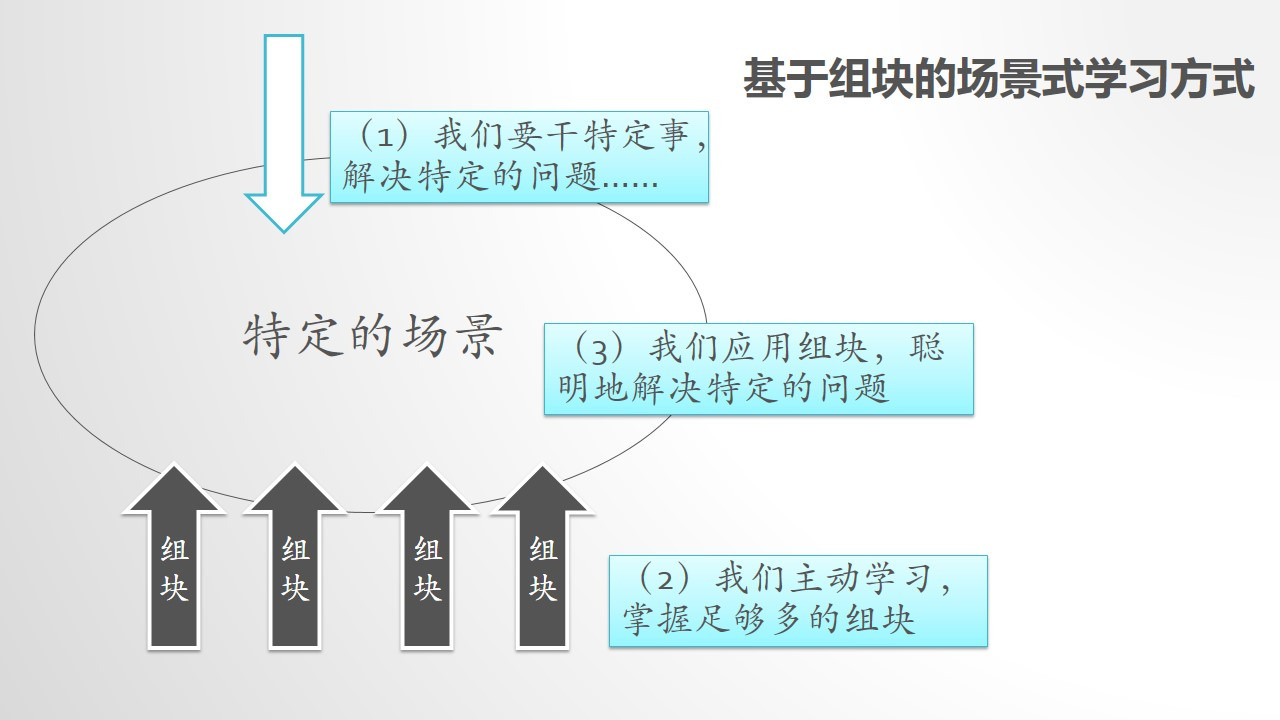 基于组块的场景式学习方式
（1）我们要干特定事，
解决特定的问题……
特定的场景
（3）我们应用组块，聪
明地解决特定的问题
组
块
组
块
组
块
组
块
（2）我们主动学习，
掌握足够多的组块